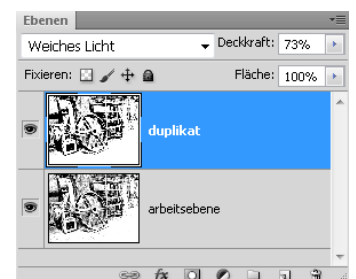 Ebenen
Weiches Licht Deckkraft: 73%
Fixieren: Fläche: 100%
duplikat
arbeitsebene
fx